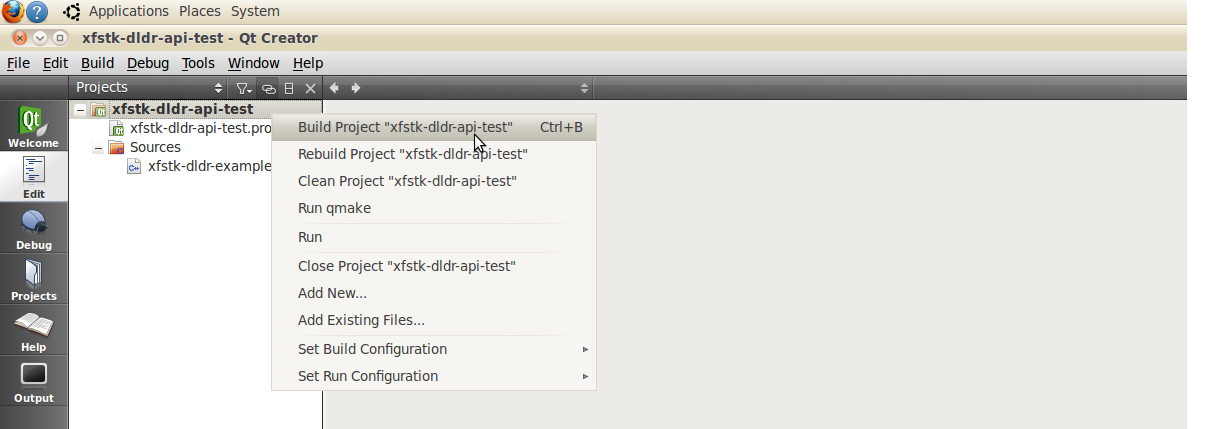 Applications Places System
xfstk-dldr-api-test - Qt Creator
File Edit Build Debug Tools Window Help
Projects
Qt
Welcome
Edit
Debug
Projects
Help
Output
xfstk-dldr-api-test
xfstk-dldr-api-test.pro
Sources
xfstk-dldr-example
Build Project "xfstk-dldr-api-test" Ctrl+B
Rebuild Project "xfstk-dldr-api-test"
Clean Project "xfstk-dldr-api-test"
Run qmake
Run
Close Project "xfstk-dldr-api-test"
Add New...
Add Existing Files...
Set Build Configuration
Set Run Configuration